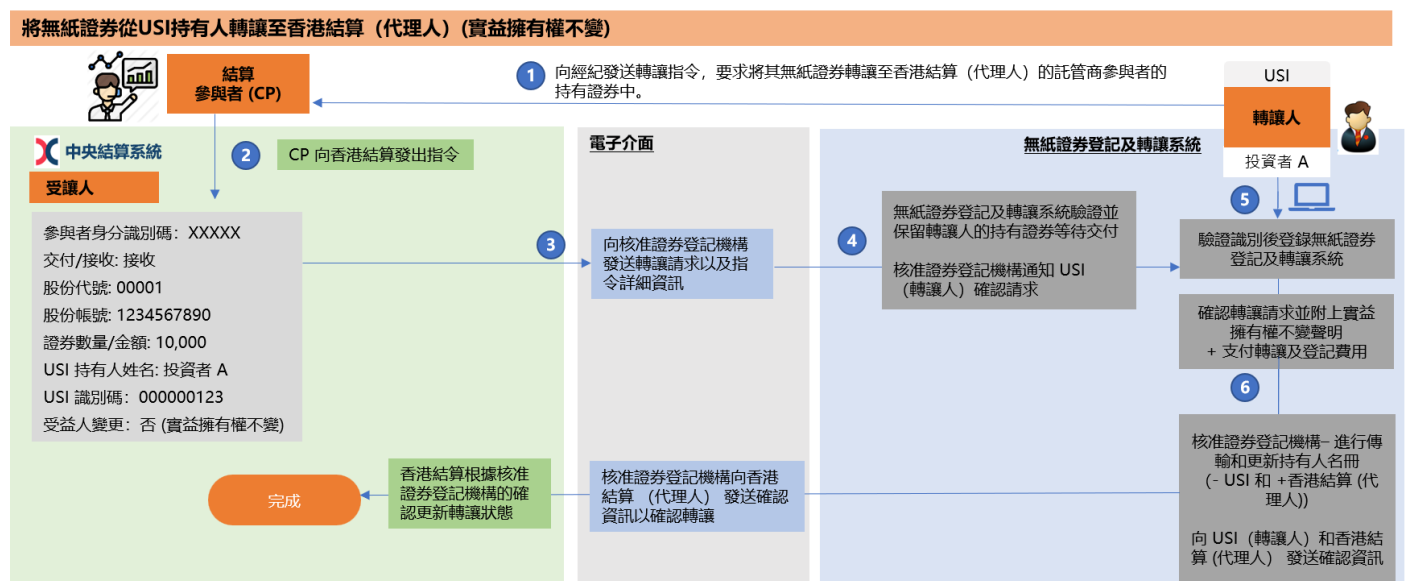 將無紙證券從USI持有人轉讓至香港結算（代理人）(實益擁有權不變)
結算
參與者 (CP)
1
向經紀發送轉讓指令，要求將其無紙證券轉讓至香港結算（代理人）的託管商參與者的
持有證券中。
USI
轉讓人
投資者 A
中央結算系統
受讓人
2
CP 向香港結算發出指令
電子介面
無紙證券登記及轉讓系統
參與者身分識別碼：XXXXX
交付/接收: 接收
股份代號: 00001
股份帳號: 1234567890
證券數量/金額: 10,000
USI 持有人姓名: 投資者 A
USI 識別碼：000000123
受益人變更：否 (實益擁有權不變)
3
向核准證券登記機構
發送轉讓請求以及指
令詳細資訊
4
無紙證券登記及轉讓系統驗證並
保留轉讓人的持有證券等待交付
核准證券登記機構通知 USI
（轉讓人）確認請求
5
驗證識別後登錄無紙證券
登記及轉讓系統
確認轉讓請求並附上實益
擁有權不變聲明
+ 支付轉讓及登記費用
6
核准證券登記機構– 進行傳
輸和更新持有人名冊
(- USI 和 +香港結算 (代
理人))
向 USI（轉讓人）和香港結
算 (代理人） 發送確認資訊
核准證券登記機構向香港
結算 （代理人） 發送確認
資訊以確認轉讓
香港結算根據核准
證券登記機構的確
認更新轉讓狀態
完成